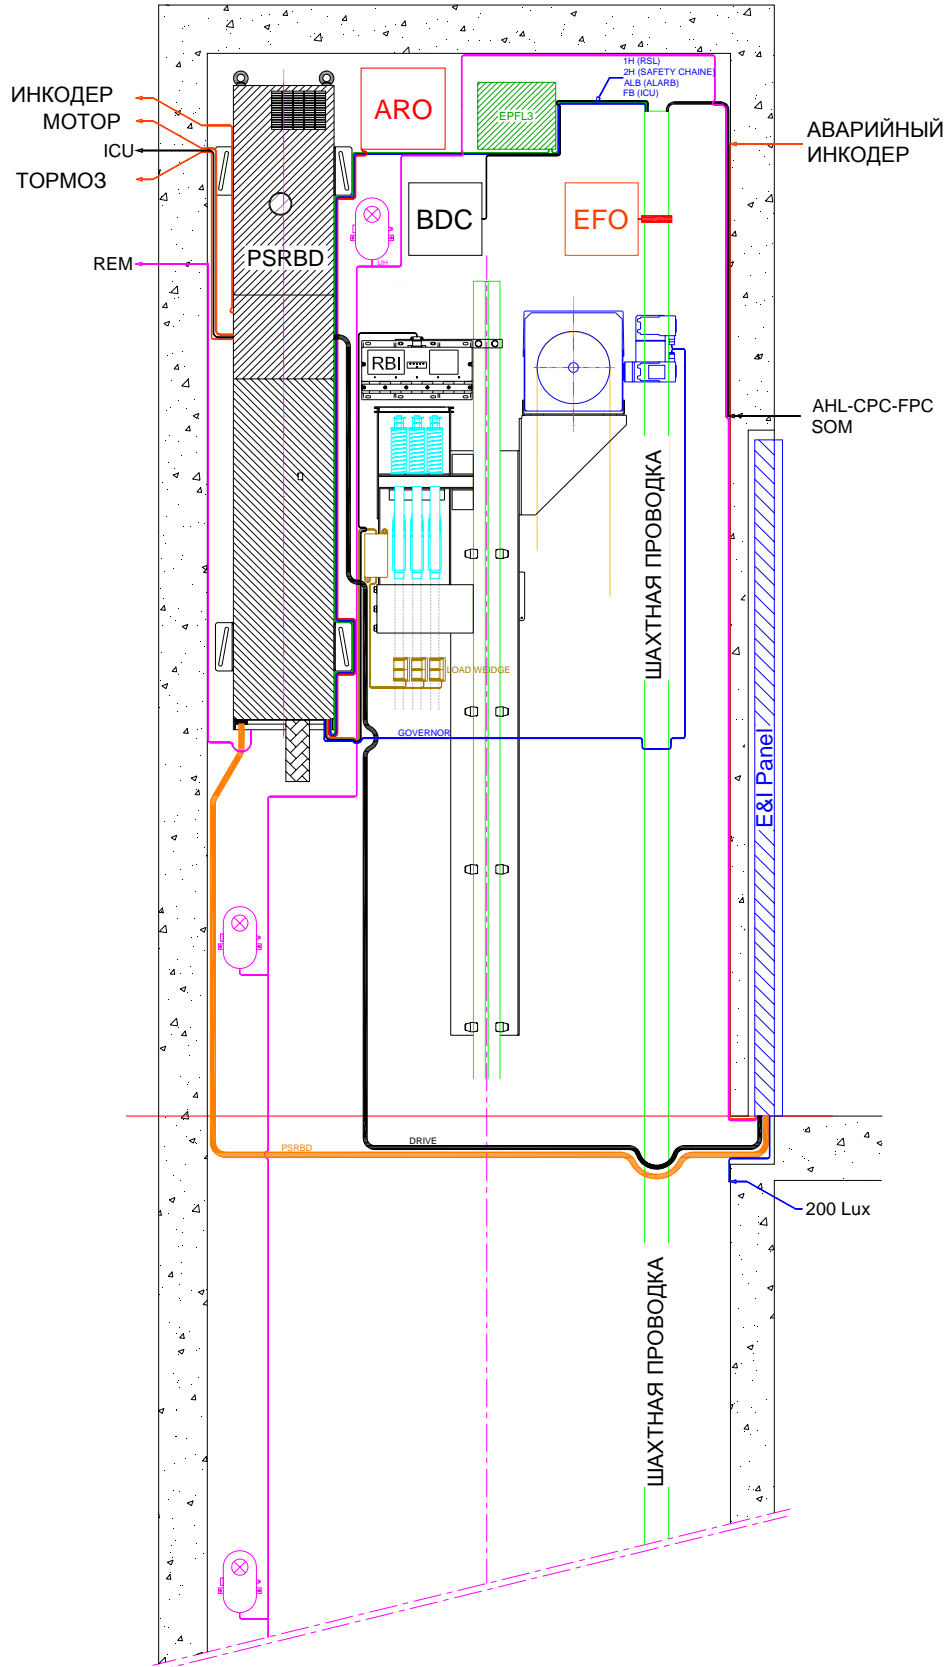 1H (RSL)
2H (SAFETY CHAINE)
ALB (ALARB)
FB (ICU)
ИНКОДЕР
МОТОР
ICU
ТОРМОЗ
REM
ARO
EPFL3
АВАРИЙНЫЙ
ИНКОДЕР
BDC
EFO
PSRBD
RBI
AHL-CPC-FPC
SOM
ШАХТНАЯ ПРОВОДКА
LOAD WEIDGE
GOVERNOR
E&I Panel
DRIVE
PSRBD
200 Lux
ШАХТНАЯ ПРОВОДКА